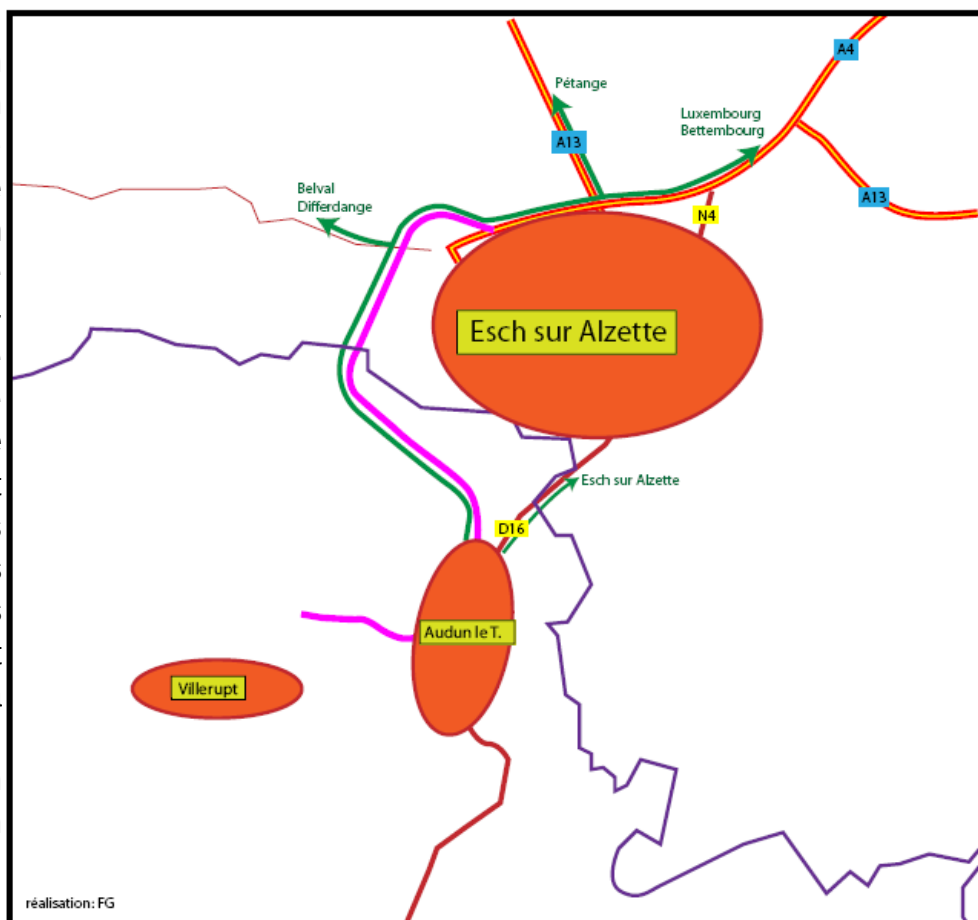 A4
Pétange
Luxembourg
Bettembourg
A13
Belval
Differdange
A13
N4
Esch sur Alzette
Esch sur Alzette
D16
Audun le T.
Villerupt
réalisation: FG